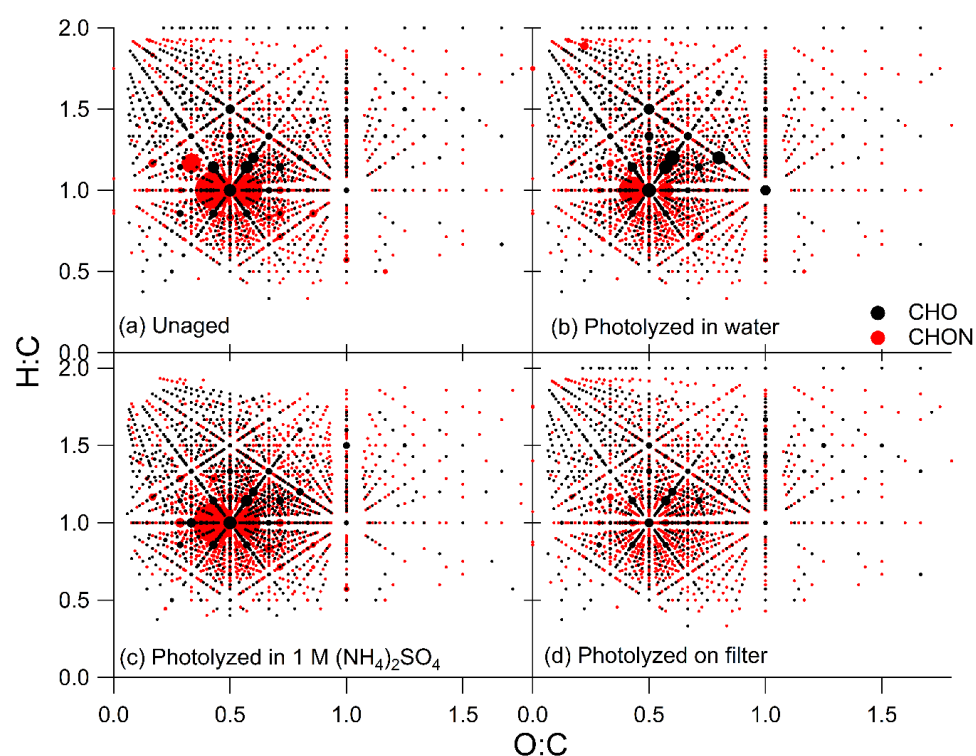 2.0
1.5
1.0
0.5
0.0
(a) Unaged
(b) Photolyzed in water
CHO
CHON
H:C
2.0
1.5
1.0
0.5
0.0
(c) Photolyzed in 1 M (NH₄)₂SO₄
(d) Photolyzed on filter
0.0 0.5 1.0 1.5 0.0 0.5 1.0 1.5
O:C